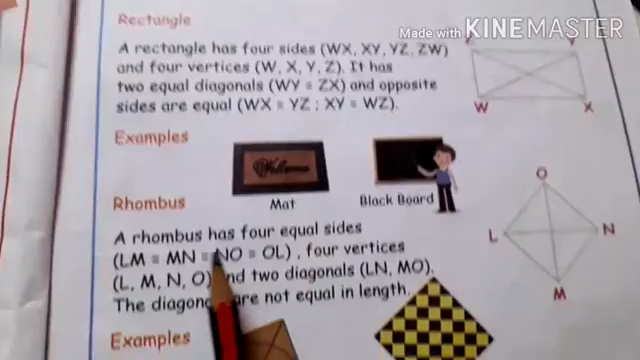 Rectangle
Made with KINEMASTER
A rectangle has four sides (WX, XY, YZ, ZW)
and four vertices (W, X, Y, Z). It has
two equal diagonals (WY = ZX) and opposite
sides are equal (WX = YZ ; XY = WZ).
W X
Examples
Welcome
Mat
Black Board
Rhombus
A rhombus has four equal sides
(LM = MN = NO = OL), four vertices
(L, M, N, O) and two diagonals (LN, MO).
The diagon are not equal in length.
O
L N
M
Examples